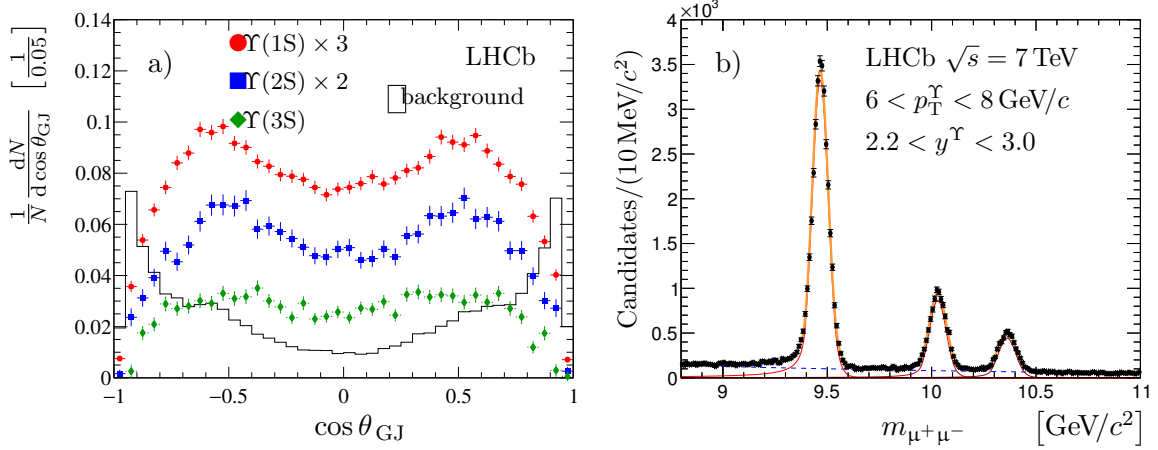 a)
ϒ(1S) × 3
ϒ(2S) × 2
ϒ(3S)
LHCb
background
1/N dN/d cos θ_GJ [1/0.05]
0.14
0.12
0.1
0.08
0.06
0.04
0.02
0
−1 −0.5 0 0.5 1
cos θ_GJ
×10³
b)
LHCb √s = 7 TeV
6 < p_T^ϒ < 8 GeV/c
2.2 < y^ϒ < 3.0
Candidates/(10 MeV/c²)
4
3.5
3
2.5
2
1.5
1
0.5
0
9 9.5 10 10.5 11
m_μ⁺μ⁻ [GeV/c²]